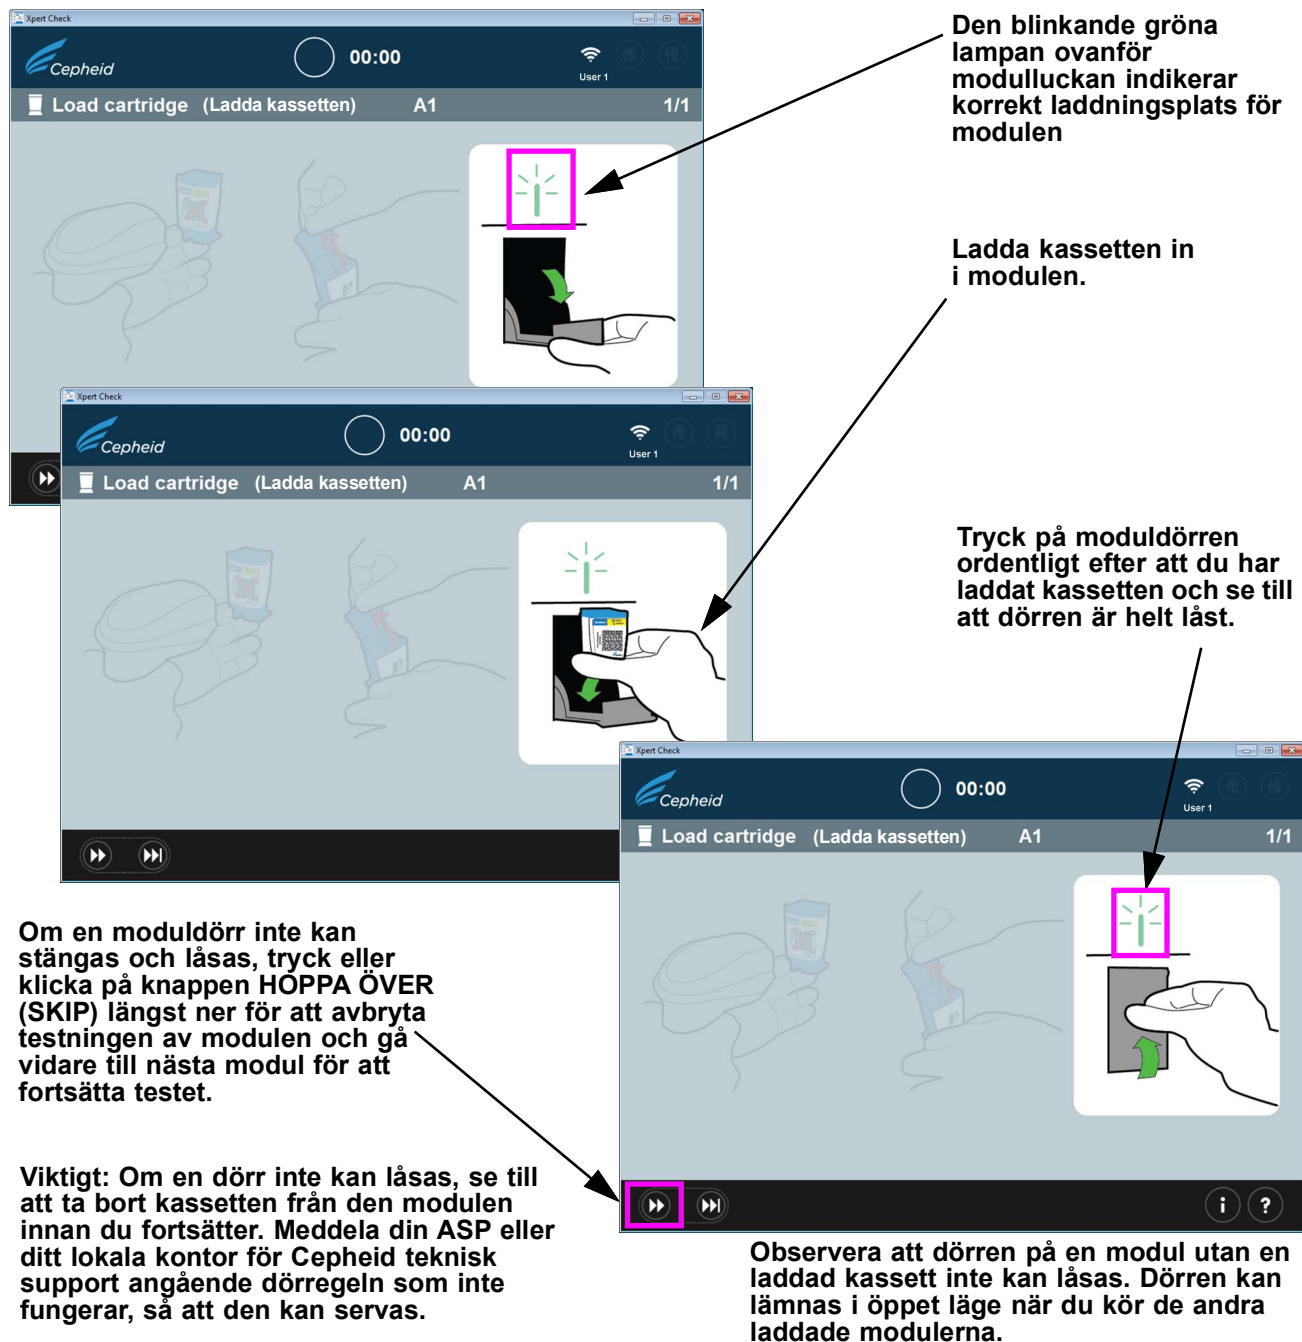 Xpert Check
Cepheid
00:00
User 1
Load cartridge (Ladda kassetten) A1 1/1
Den blinkande gröna
lampan ovanför
modulluckan indikerar
korrekt laddningsplats för
modulen
Ladda kassetten in
i modulen.
Xpert Check
Cepheid
00:00
User 1
Load cartridge (Ladda kassetten) A1 1/1
Tryck på moduldörren
ordentligt efter att du har
laddat kassetten och se till
att dörren är helt låst.
Xpert Check
Cepheid
00:00
User 1
Load cartridge (Ladda kassetten) A1 1/1
Om en moduldörr inte kan
stängas och låsas, tryck eller
klicka på knappen HOPPA ÖVER
(SKIP) längst ner för att avbryta
testningen av modulen och gå
vidare till nästa modul för att
fortsätta testet.
Viktigt: Om en dörr inte kan låsas, se till
att ta bort kassetten från den modulen
innan du fortsätter. Meddela din ASP eller
ditt lokala kontor för Cepheid teknisk
support angående dörregeln som inte
fungerar, så att den kan servas.
i ?
Observera att dörren på en modul utan en
laddad kassett inte kan låsas. Dörren kan
lämnas i öppet läge när du kör de andra
laddade modulerna.